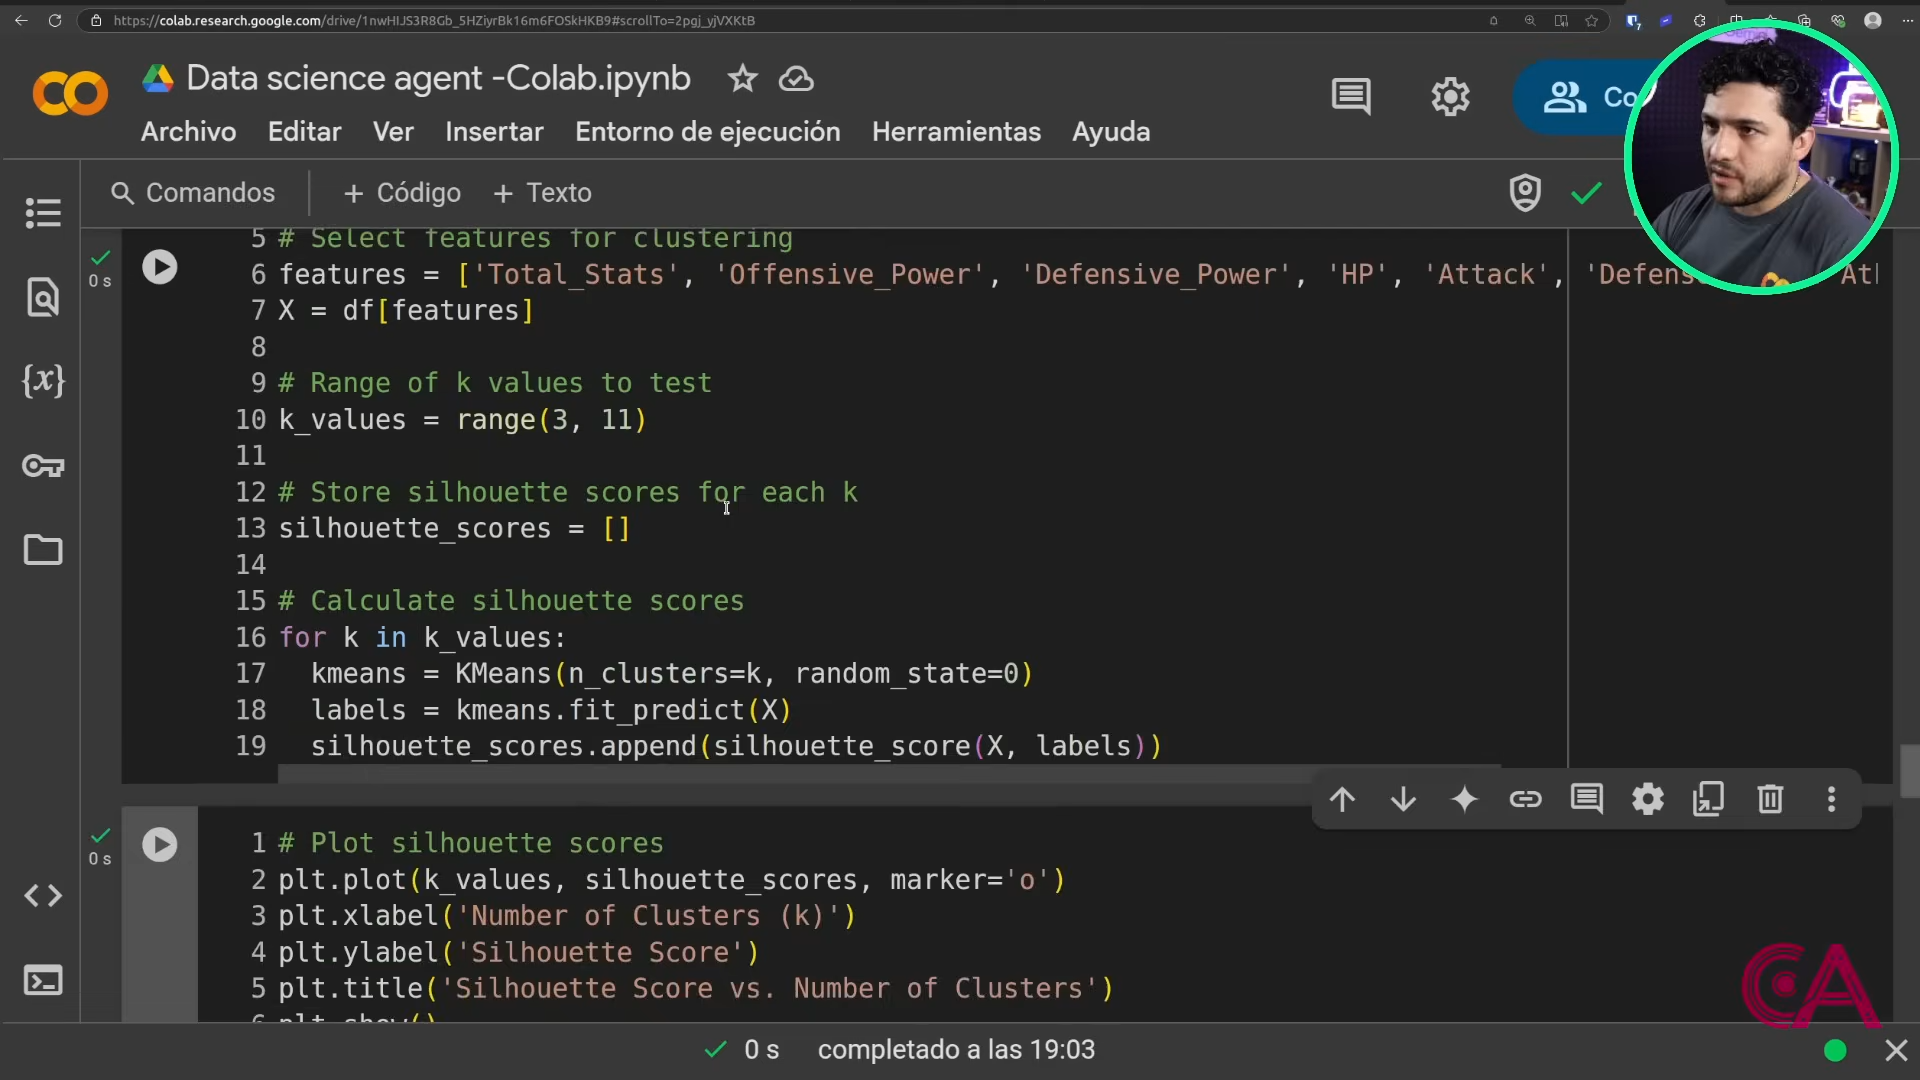 https://colab.research.google.com/drive/1nwHIJS3R8Gb_5HZiyrBk16m6FOSkHKB9#scrollTo=2pgj_yjVXKtB
Data science agent -Colab.ipynb
Co
Archivo Editar Ver Insertar Entorno de ejecución Herramientas Ayuda
Comandos + Código + Texto
5 # Select features for clustering
0 s
6 features = ['Total_Stats', 'Offensive_Power', 'Defensive_Power', 'HP', 'Attack', 'Defens At
7 X = df[features]
8
9 # Range of k values to test
10 k_values = range(3, 11)
11
12 # Store silhouette scores for each k
13 silhouette_scores = []
14
15 # Calculate silhouette scores
16 for k in k_values:
17 kmeans = KMeans(n_clusters=k, random_state=0)
18 labels = kmeans.fit_predict(X)
19 silhouette_scores.append(silhouette_score(X, labels))
0 s
1 # Plot silhouette scores
2 plt.plot(k_values, silhouette_scores, marker='o')
3 plt.xlabel('Number of Clusters (k)')
4 plt.ylabel('Silhouette Score')
5 plt.title('Silhouette Score vs. Number of Clusters')
6 plt.show()
CA
0 s completado a las 19:03